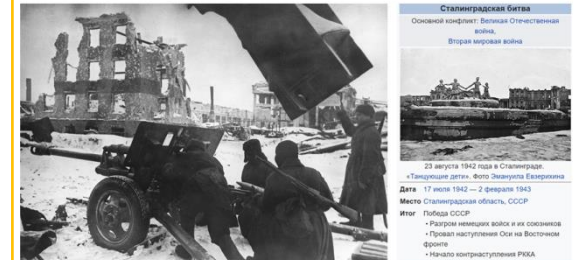 Сталинградская битва
Основной конфликт: Великая Отечественная
война,
Вторая мировая война
23 августа 1942 года в Сталинграде.
«Танцующие дети». Фото Эмануила Евзерихина
Дата 17 июля 1942 — 2 февраля 1943
Место Сталинградская область, СССР
Итог Победа СССР
• Разгром немецких войск и их союзников
• Провал наступления Оси на Восточном
фронте
• Начало контрнаступления РККА